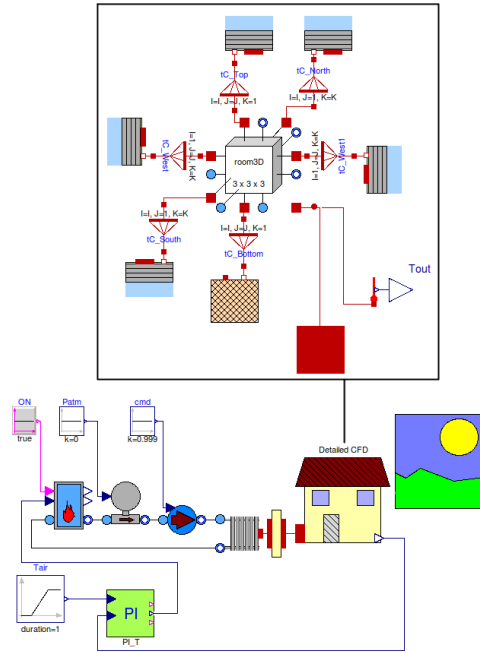 tC_Top
tC_North
I=I, J=J, K=1
I=I, J=1, K=K
tC_West
I=1, J=J, K=K
room3D
3 x 3 x 3
I=1, J=J, K=K
tC_West1
I=I, J=1, K=K
tC_South
I=I, J=J, K=1
tC_Bottom
Tout
ON
true
Patm
k=0
cmd
k=0.999
Detailed CFD
Tair
duration=1
PI
PI_T